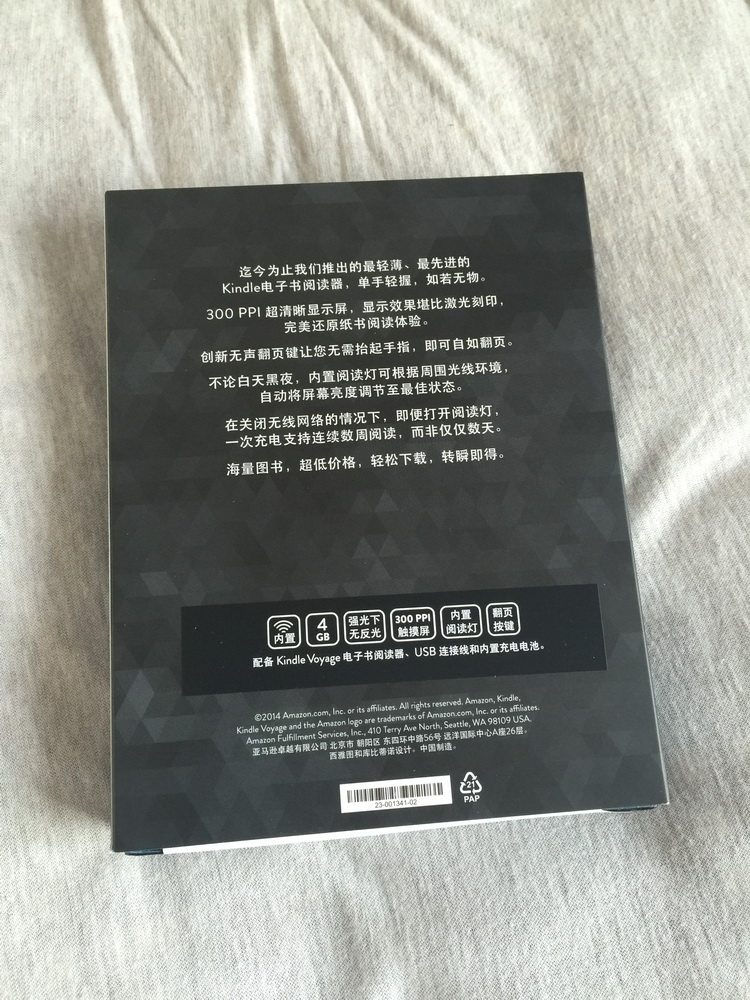 迄今为止我们推出的最轻薄、最先进的
Kindle电子书阅读器，单手轻握，如若无物。
300 PPI 超清晰显示屏，显示效果堪比激光刻印，
完美还原纸书阅读体验。
创新无声翻页键让您无需抬起手指，即可自如翻页。
不论白天黑夜，内置阅读灯可根据周围光线环境，
自动将屏幕亮度调节至最佳状态。
在关闭无线网络的情况下，即便打开阅读灯，
一次充电支持连续数周阅读，而非仅仅数天。
海量图书，超低价格，轻松下载，转瞬即得。
内置
4
GB
强光下
无反光
300 PPI
触摸屏
内置
阅读灯
翻页
按键
配备 Kindle Voyage 电子书阅读器、USB 连接线和内置充电电池。
©2014 Amazon.com, Inc. or its affiliates. All rights reserved. Amazon, Kindle,
Kindle Voyage and the Amazon logo are trademarks of Amazon.com, Inc. or its affiliates.
Amazon Fulfillment Services, Inc., 410 Terry Ave North, Seattle, WA 98109 USA.
亚马逊卓越有限公司 北京市 朝阳区 东四环中路56号 远洋国际中心A座26层。
西雅图和库比蒂诺设计。中国制造。
23-001341-02
21
PAP